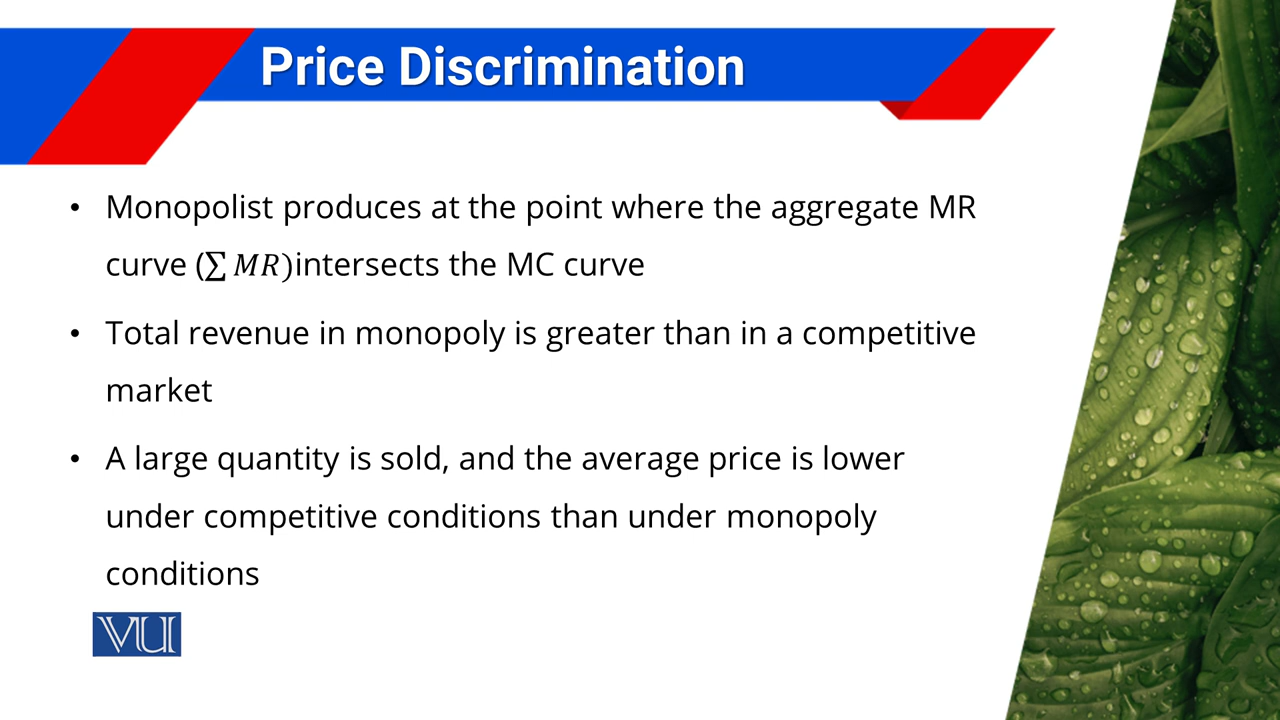 Price Discrimination
• Monopolist produces at the point where the aggregate MR
curve (∑ MR)intersects the MC curve
• Total revenue in monopoly is greater than in a competitive
market
• A large quantity is sold, and the average price is lower
under competitive conditions than under monopoly
conditions
VU